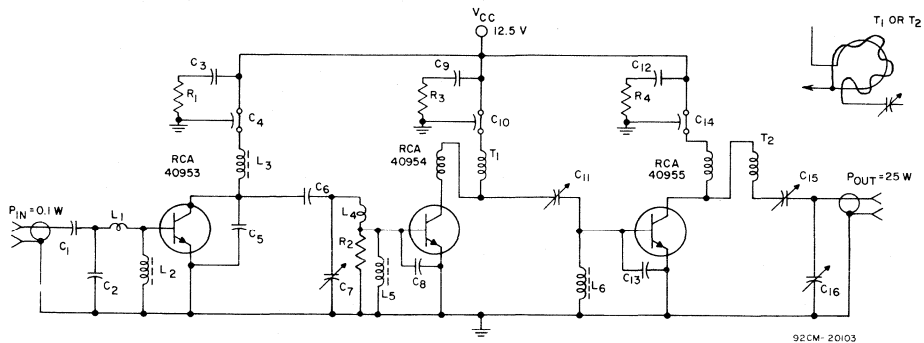 VCC
12.5 V
T1 OR T2
C3
R1
C4
L3
C9
R3
C10
T1
C12
R4
C14
T2
RCA
40953
RCA
40954
RCA
40955
PIN=0.1 W
C1
L1
C2
L2
C5
C6
L4
R2
C7
L5
C8
C11
L6
C13
C15
POUT=25 W
C16
92CM-20103